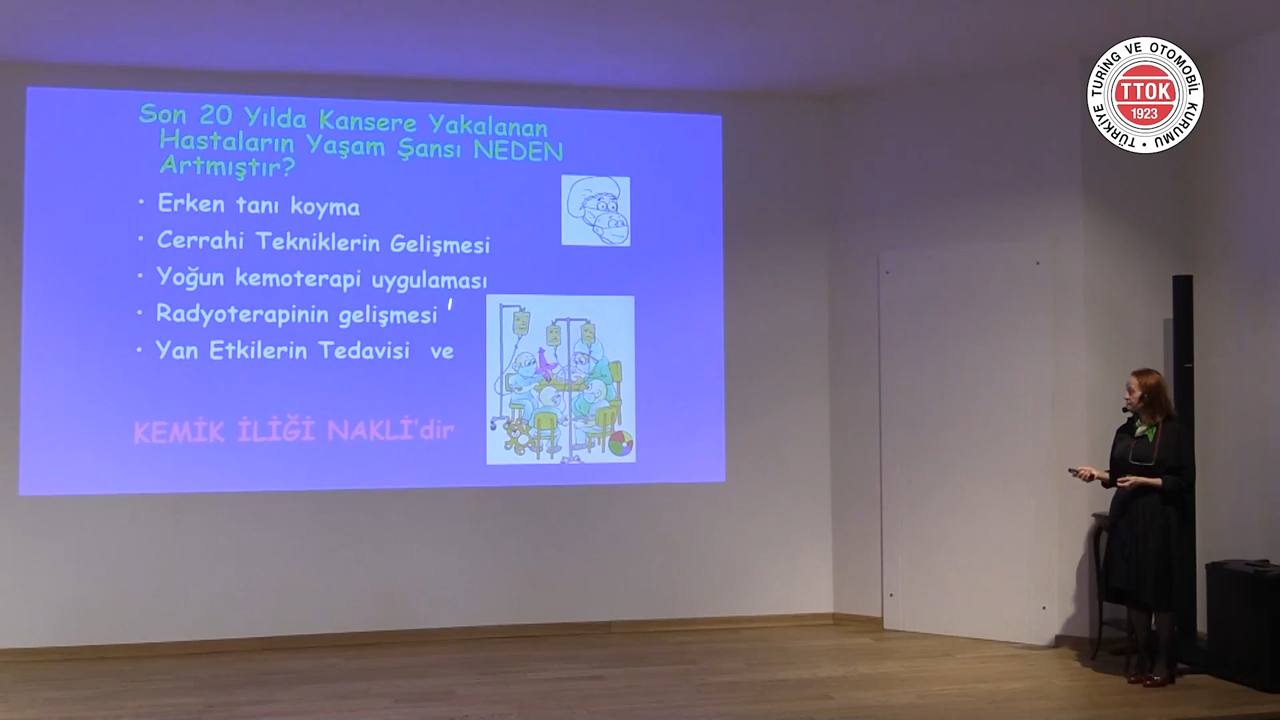 Son 20 Yılda Kansere Yakalanan
Hastaların Yaşam Şansı NEDEN
Artmıştır?
• Erken tanı koyma
• Cerrahi Tekniklerin Gelişmesi
• Yoğun kemoterapi uygulaması
• Radyoterapinin gelişmesi '
• Yan Etkilerin Tedavisi ve
KEMİK İLİĞİ NAKLİ'dir
TÜRKİYE TURİNG VE OTOMOBİL KURUMU •
TTOK
1923